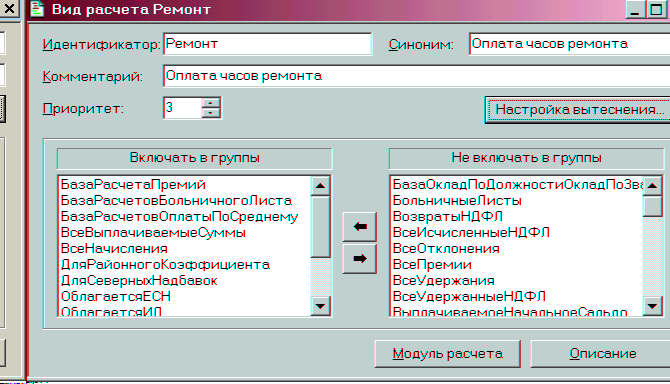 Вид расчета Ремонт
Идентификатор: Ремонт Синоним: Оплата часов ремонта
Комментарий: Оплата часов ремонта
Приоритет: 3 Настройка вытеснения...
Включать в группы Не включать в группы
БазаРасчетаПремий БазаОкладПоДолжностиОкладПоЗва
БазаРасчетовБольничногоЛиста БольничныеЛисты
БазаРасчетовОплатыПоСреднему ВозвратыНДФЛ
ВсеВыплачиваемыеСуммы ВсеИсчисленныеНДФЛ
ВсеНачисления ВсеОтклонения
ДляРайонногоКоэффициента ВсеПремии
ДляСеверныхНадбавок ВсеУдержания
ОблагаетсяЕСН ВсеУдержанныеНДФЛ
ОблагаетсяИЛ ВыплачиваемоеНачальноеСальдо
Модуль расчета Описание